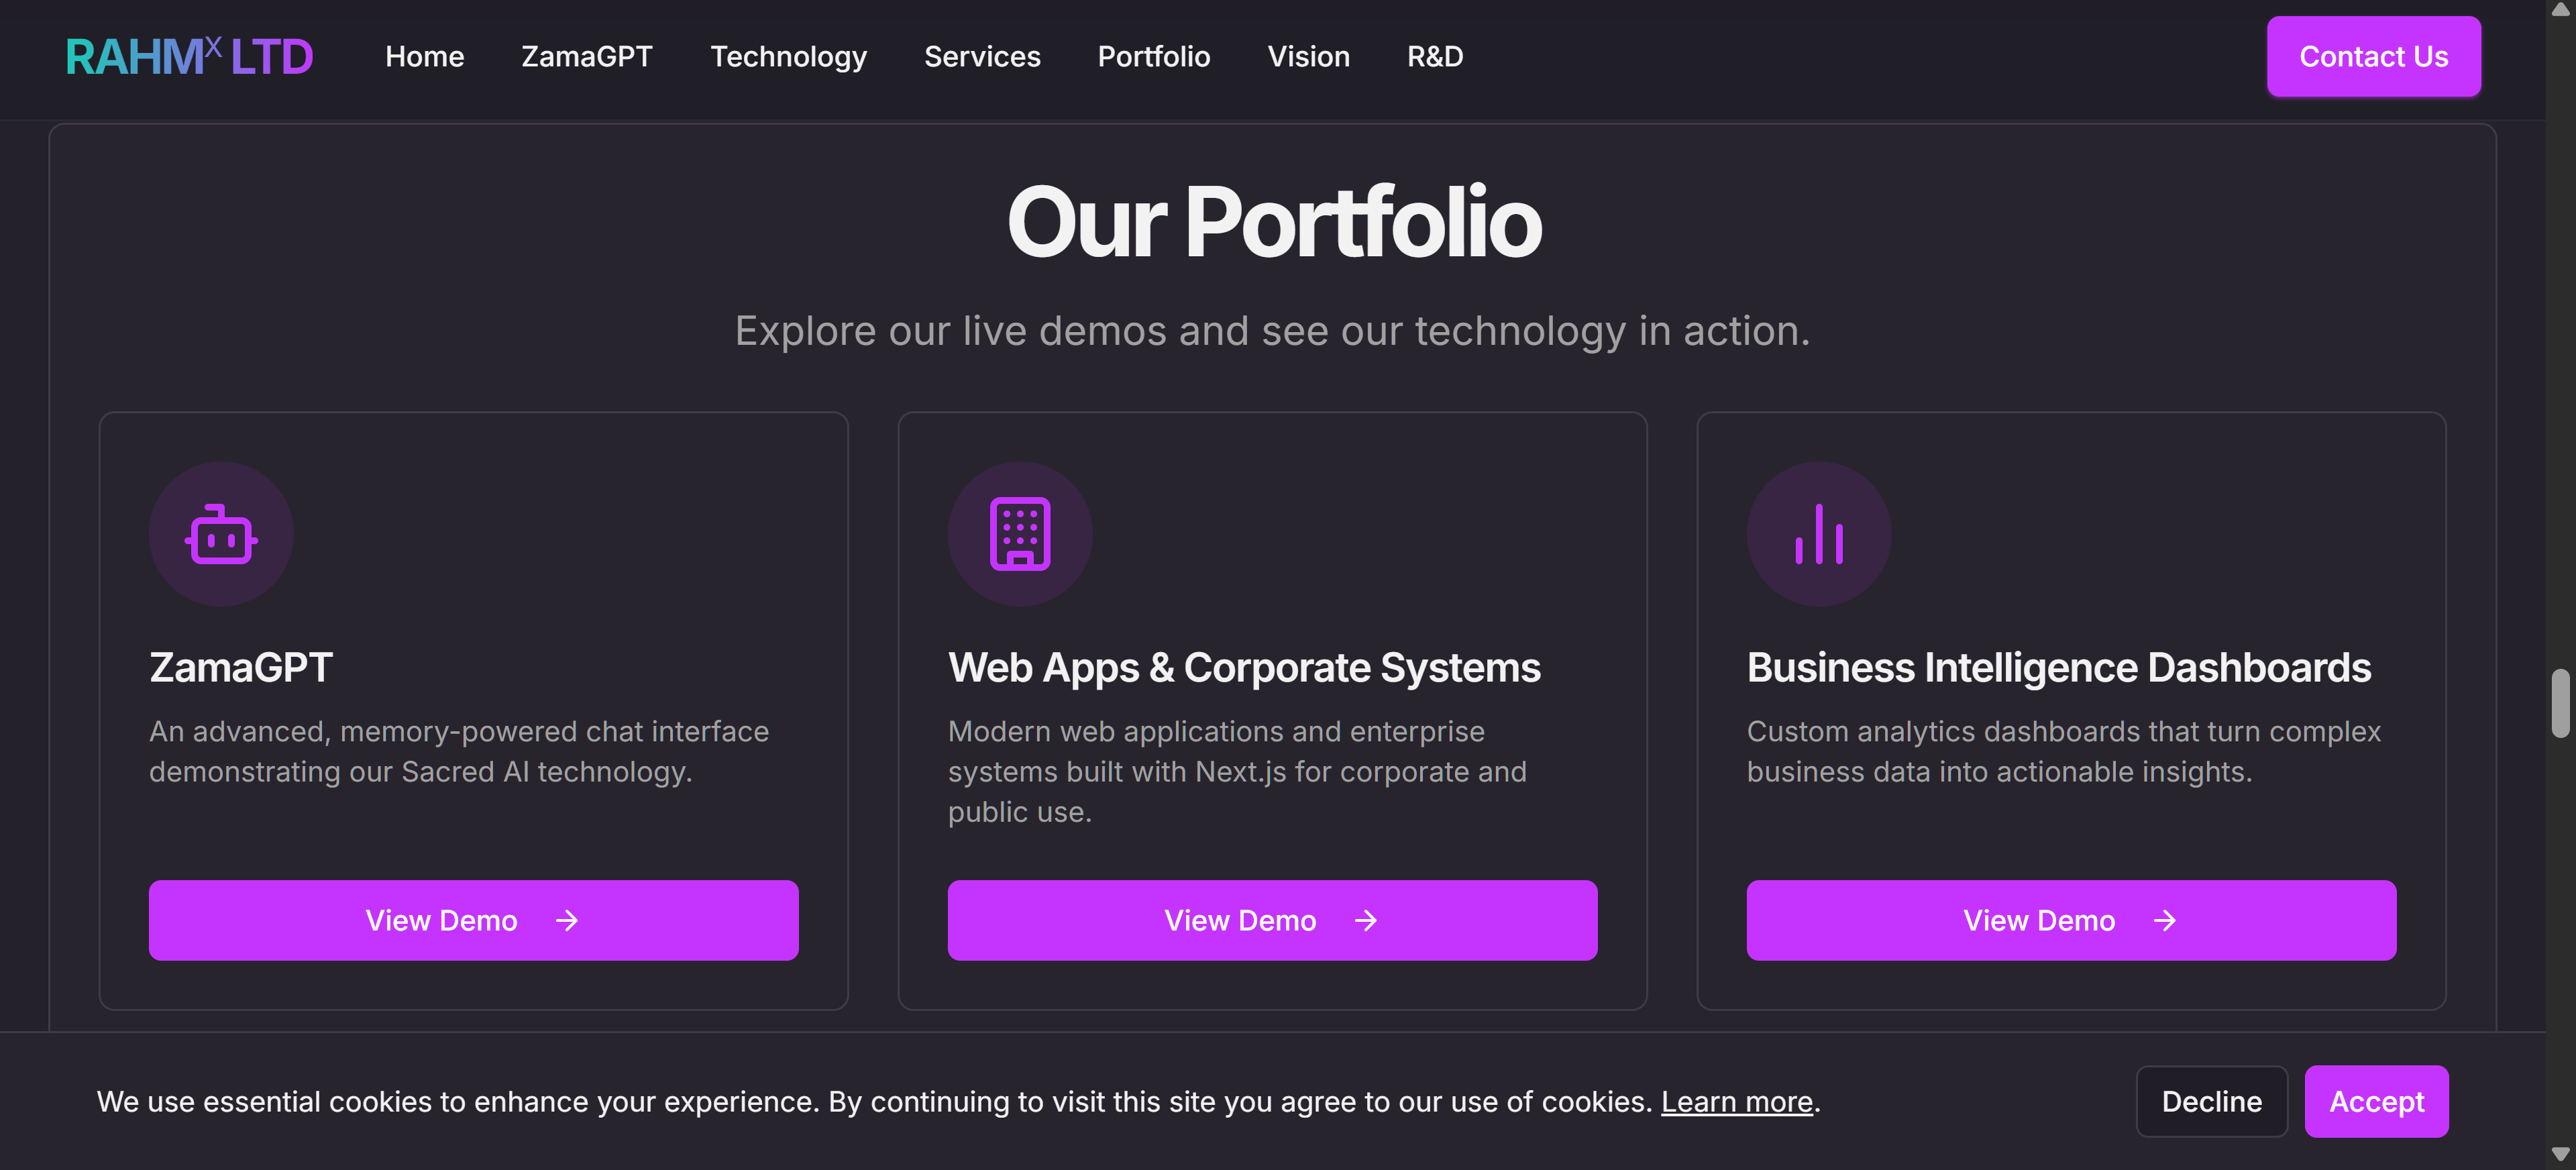 RAHMX LTD
Home ZamaGPT Technology Services Portfolio Vision R&D
Contact Us
Our Portfolio
Explore our live demos and see our technology in action.
ZamaGPT
An advanced, memory-powered chat interface
demonstrating our Sacred AI technology.
View Demo
Web Apps & Corporate Systems
Modern web applications and enterprise
systems built with Next.js for corporate and
public use.
View Demo
Business Intelligence Dashboards
Custom analytics dashboards that turn complex
business data into actionable insights.
View Demo
We use essential cookies to enhance your experience. By continuing to visit this site you agree to our use of cookies. Learn more.
Decline
Accept